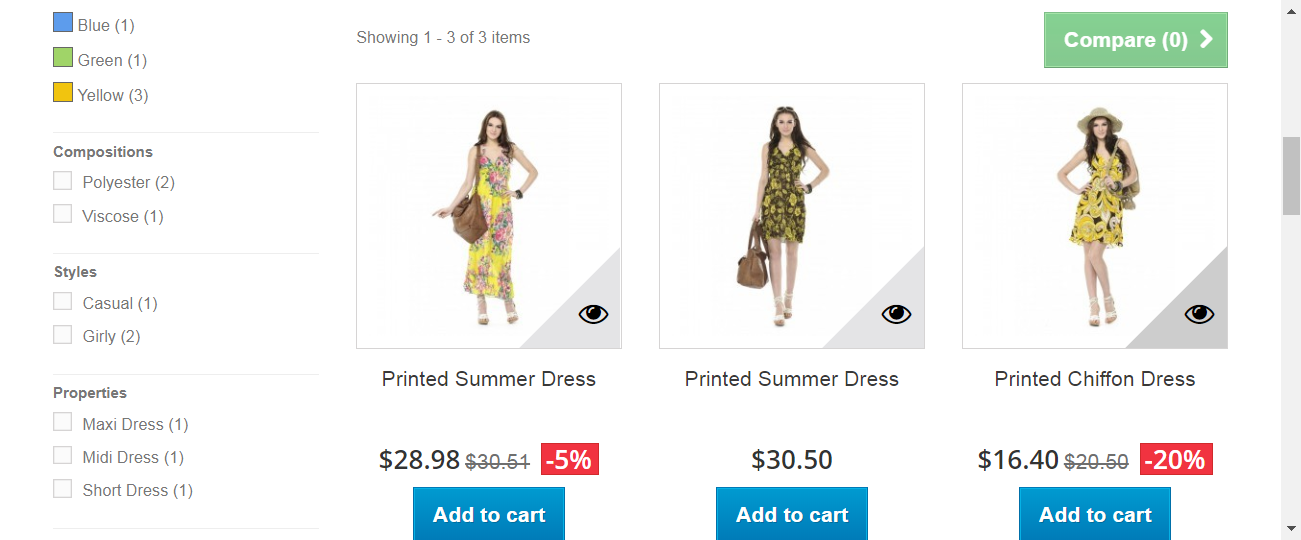 Blue (1)
Green (1)
Yellow (3)
Compositions
Polyester (2)
Viscose (1)
Styles
Casual (1)
Girly (2)
Properties
Maxi Dress (1)
Midi Dress (1)
Short Dress (1)
Showing 1 - 3 of 3 items
Compare (0)
Printed Summer Dress
$28.98 $30.51 -5%
Add to cart
Printed Summer Dress
$30.50
Add to cart
Printed Chiffon Dress
$16.40 $20.50 -20%
Add to cart